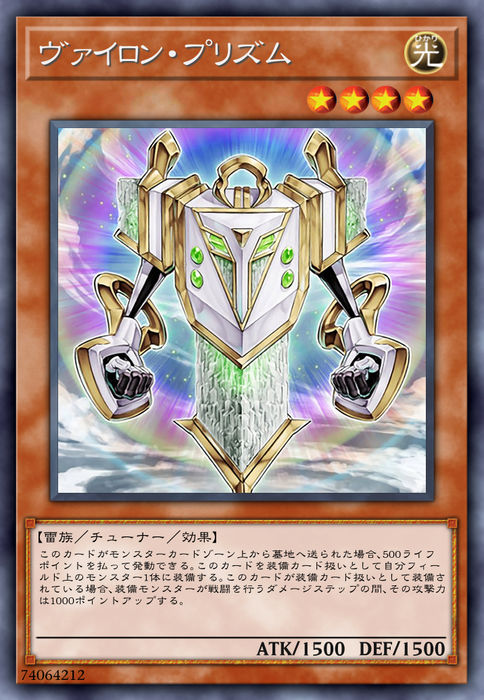 ヴァイロン・プリズム
ひかり
光
【雷族／チューナー／効果】
このカードがモンスターカードゾーン上から墓地へ送られた場合、500ライフ
ポイントを払って発動できる。このカードを装備カード扱いとして自分フィ
ールド上のモンスター1体に装備する。このカードが装備カード扱いとして装備さ
れている場合、装備モンスターが戦闘を行うダメージステップの間、その攻撃力
は1000ポイントアップする。
ATK/1500 DEF/1500
74064212